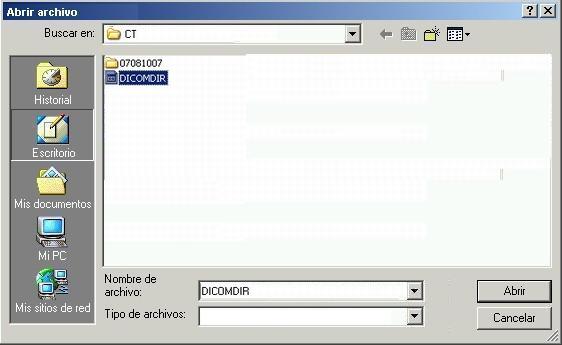 Abrir archivo
Buscar en: CT
07081007
DICOMDIR
Historial
Escritorio
Mis documentos
Mi PC
Mis sitios de red
Nombre de
archivo: DICOMDIR
Abrir
Tipo de archivos:
Cancelar